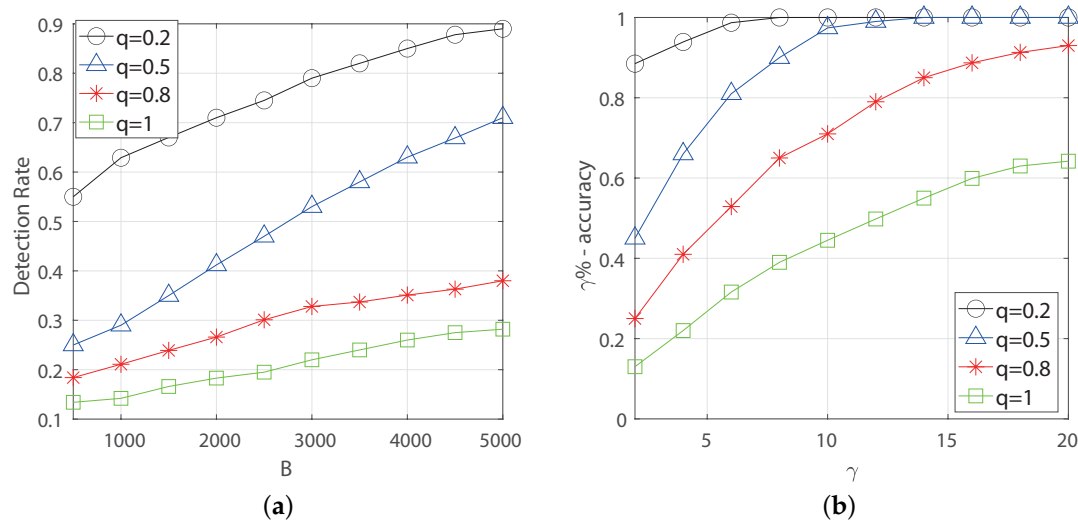 0.9
0.8
0.7
0.6
0.5
0.4
0.3
0.2
0.1
Detection Rate
q=0.2
q=0.5
q=0.8
q=1
1000
2000
3000
4000
5000
B
(a)
1
0.8
0.6
0.4
0.2
0
γ% - accuracy
q=0.2
q=0.5
q=0.8
q=1
5
10
15
20
γ
(b)